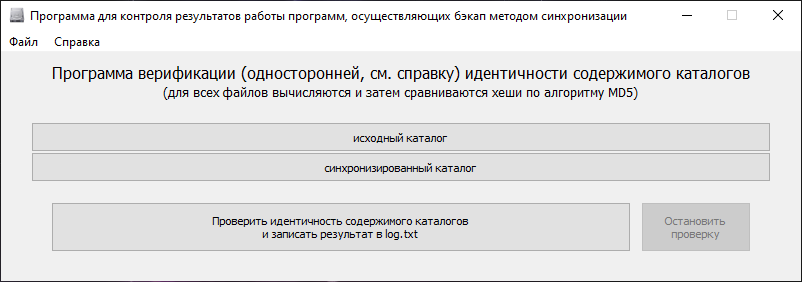 Программа для контроля результатов работы программ, осуществляющих бэкап методом синхронизации
Файл Справка
Программа верификации (односторонней, см. справку) идентичности содержимого каталогов
(для всех файлов вычисляются и затем сравниваются хеши по алгоритму MD5)
исходный каталог
синхронизированный каталог
Проверить идентичность содержимого каталогов
и записать результат в log.txt
Остановить
проверку